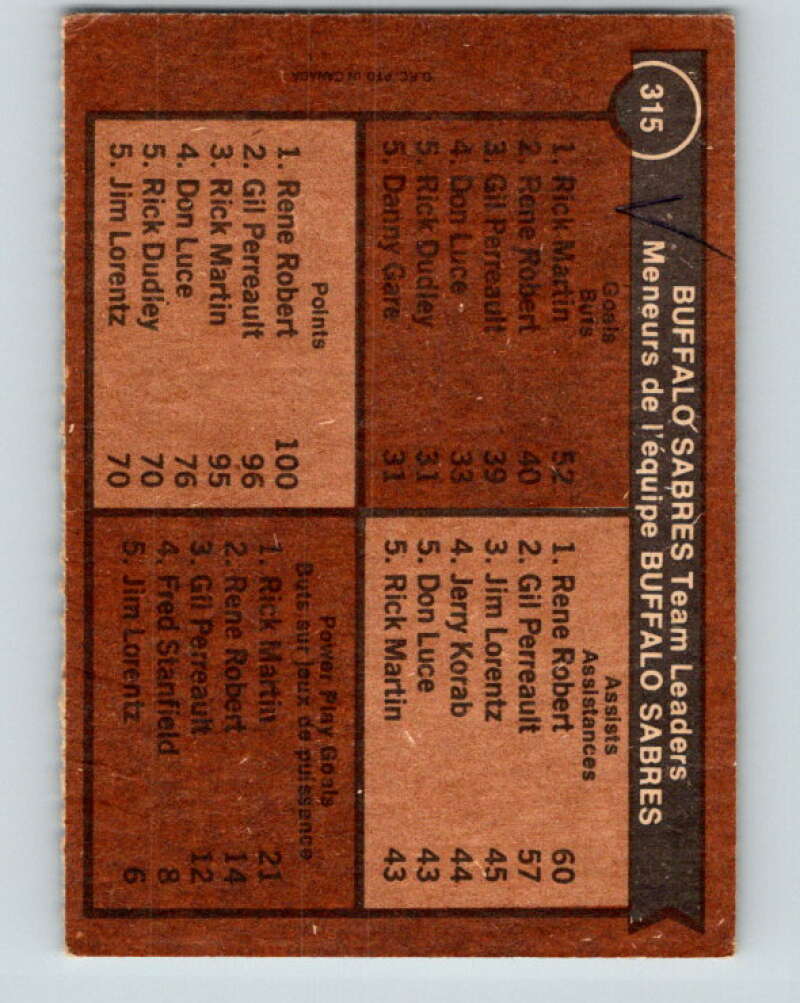 315
BUFFALO SABRES Team Leaders
Meneurs de l'équipe BUFFALO SABRES
Goals
Buts
1. Rick Martin 52
2. Rene Robert 40
3. Gil Perreault 39
4. Don Luce 33
5. Rick Dudley 31
5. Danny Gare 31
Assists
Assistances
1. Rene Robert 60
2. Gil Perreault 57
3. Jim Lorentz 45
4. Jerry Korab 44
5. Don Luce 43
5. Rick Martin 43
Points
1. Rene Robert 100
2. Gil Perreault 96
3. Rick Martin 95
4. Don Luce 76
5. Rick Dudley 70
5. Jim Lorentz 70
Power Play Goals
Buts sur jeux de puissance
1. Rick Martin 21
2. Rene Robert 14
3. Gil Perreault 12
4. Fred Stanfield 8
5. Jim Lorentz 6
O.P.C. PTD. IN CANADA